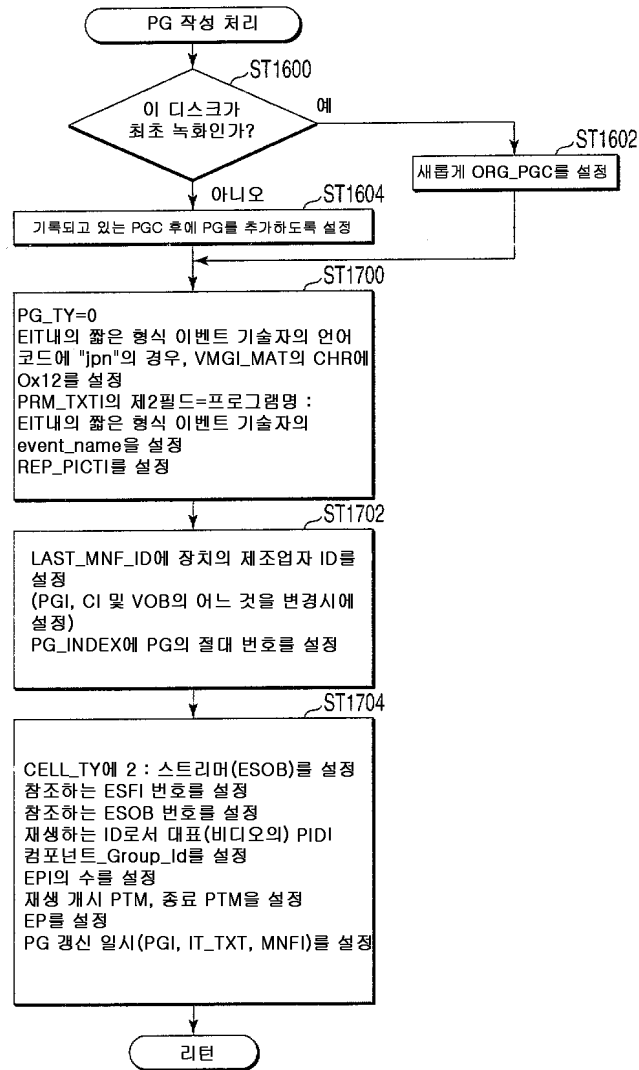 PG 작성 처리
ST1600
이 디스크가
최초 녹화인가?
예
ST1602
새롭게 ORG_PGC를 설정
아니오
ST1604
기록되고 있는 PGC 후에 PG를 추가하도록 설정
ST1700
PG_TY=0
EIT내의 짧은 형식 이벤트 기술자의 언어
코드에 "jpn"의 경우, VMGI_MAT의 CHR에
0x12를 설정
PRM_TXTI의 제2필드=프로그램명 :
EIT내의 짧은 형식 이벤트 기술자의
event_name을 설정
REP_PICTI를 설정
ST1702
LAST_MNF_ID에 장치의 제조업자 ID를
설정
(PGI, CI 및 VOB의 어느 것을 변경시에
설정)
PG_INDEX에 PG의 절대 번호를 설정
ST1704
CELL_TY에 2 : 스트리머(ESOB)를 설정
참조하는 ESFI 번호를 설정
참조하는 ESOB 번호를 설정
재생하는 ID로서 대표(비디오의) PIDI
컴포넌트_Group_Id를 설정
EPI의 수를 설정
재생 개시 PTM, 종료 PTM을 설정
EP를 설정
PG 갱신 일시(PGI, IT_TXT, MNFI)를 설정
리턴